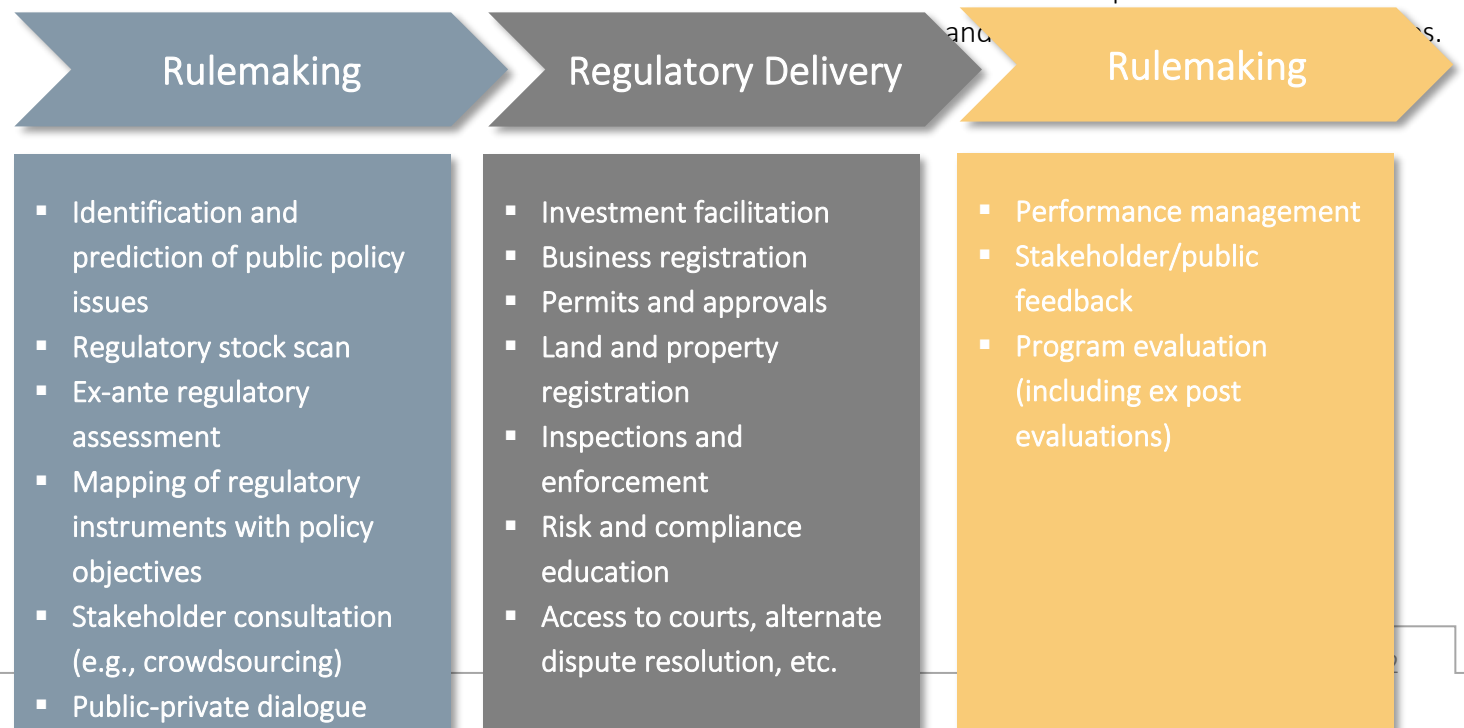 and
s.
Rulemaking
Regulatory Delivery
Rulemaking
▪ Identification and
prediction of public policy
issues
▪ Regulatory stock scan
▪ Ex-ante regulatory
assessment
▪ Mapping of regulatory
instruments with policy
objectives
▪ Stakeholder consultation
(e.g., crowdsourcing)
▪ Public-private dialogue
▪ Investment facilitation
▪ Business registration
▪ Permits and approvals
▪ Land and property
registration
▪ Inspections and
enforcement
▪ Risk and compliance
education
▪ Access to courts, alternate
dispute resolution, etc.
▪ Performance management
▪ Stakeholder/public
feedback
▪ Program evaluation
(including ex post
evaluations)
2